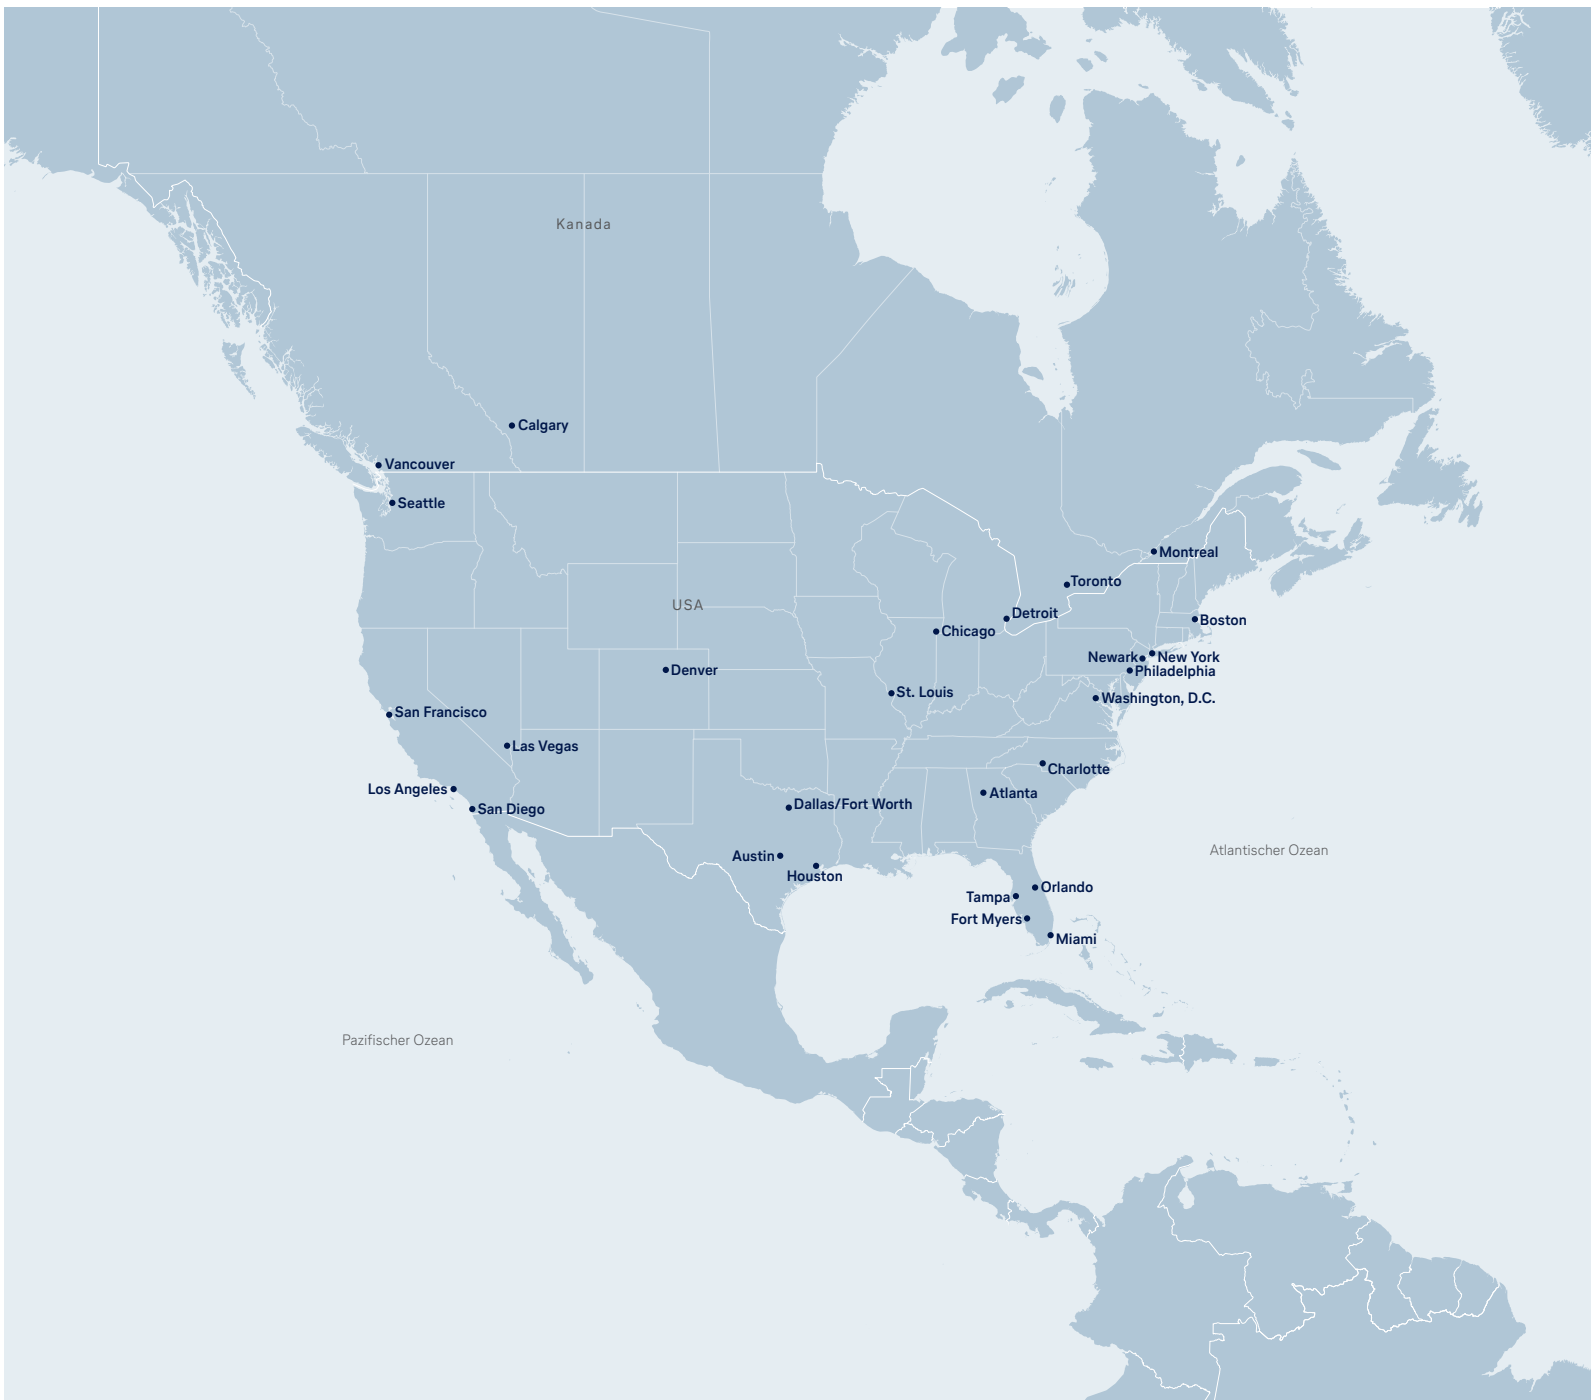 Kanada
Calgary
Vancouver
Seattle
Montreal
Toronto
USA
Detroit
Boston
Chicago
Newark
New York
Denver
Philadelphia
St. Louis
Washington, D.C.
San Francisco
Las Vegas
Charlotte
Los Angeles
Atlanta
San Diego
Dallas/Fort Worth
Atlantischer Ozean
Austin
Houston
Orlando
Tampa
Fort Myers
Miami
Pazifischer Ozean